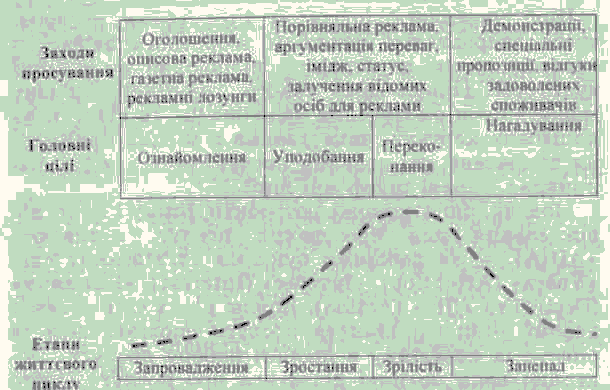 Заходи
просування
Оголошення,
описова реклама,
газетна реклама,
рекламні лозунги
Порівняльна реклама,
аргументація переваг,
імідж, статус,
залучення відомих
осіб для реклами
Демонстрації,
спеціальні
пропозиції, відгуки
задоволених
споживачів
Головні
цілі
Ознайомлення
Уподобання
Переко-
нання
Нагадування
Етапи
життєвого
циклу
Запровадження
Зростання
Зрілість
Занепад